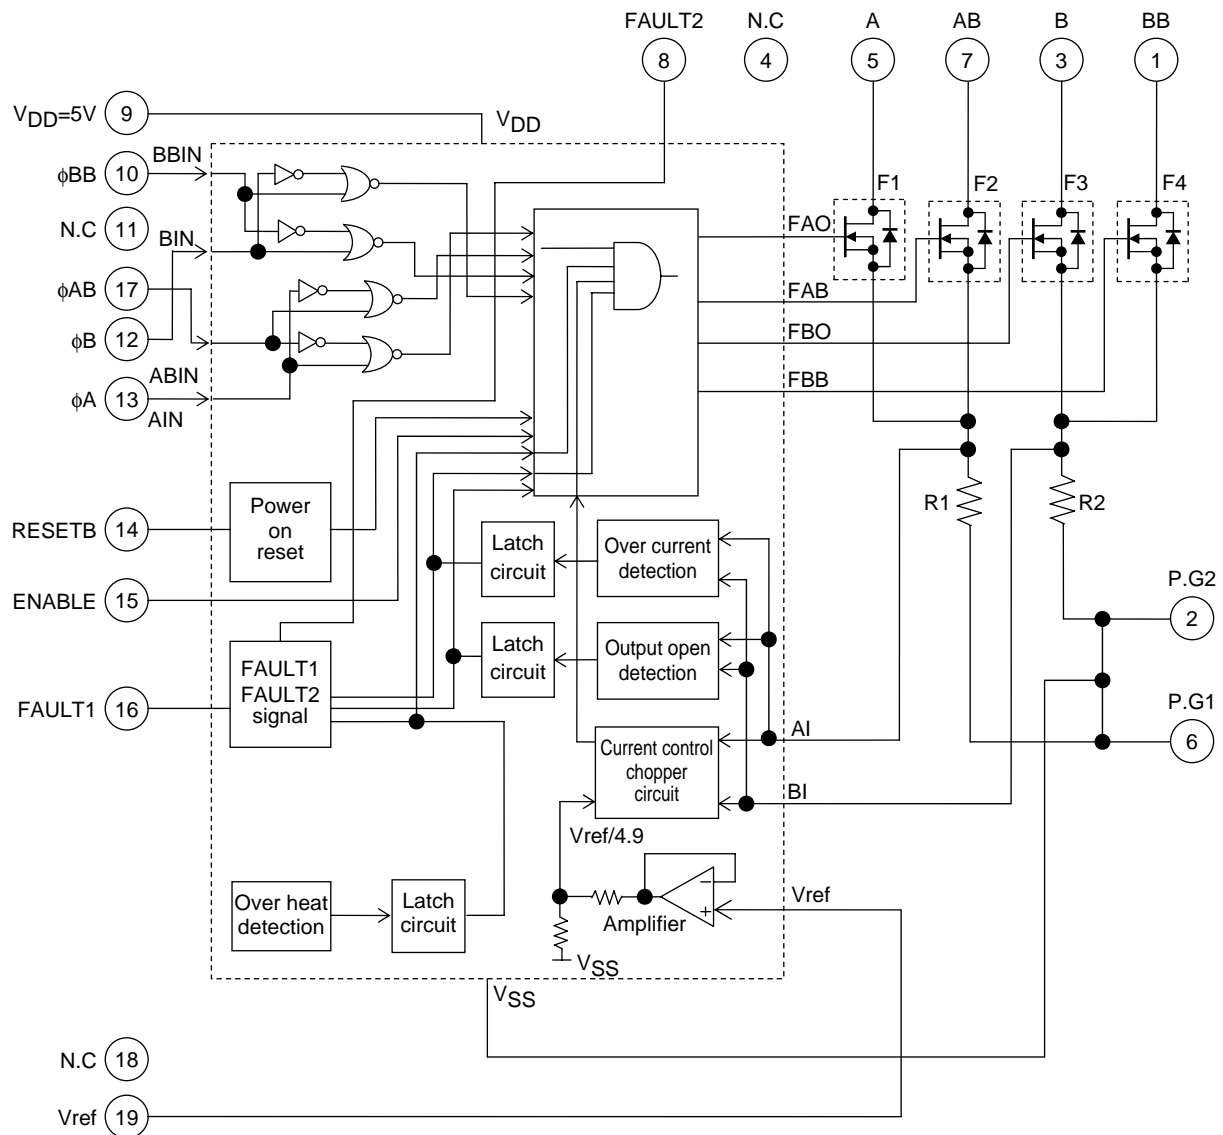 FAULT2 N.C A AB B BB
8 4 5 7 3 1
VDD=5V 9 VDD
φBB 10 BBIN
F1 F2 F3 F4
N.C 11
BIN
FAO
φAB 17
FAB
φB 12
FBO
ABIN
FBB
φA 13
AIN
Power
on
reset
RESETB 14
R1 R2
Latch
circuit
Over current
detection
ENABLE 15
P.G2
2
FAULT1
FAULT2
signal
Latch
circuit
Output open
detection
FAULT1 16
P.G1
6
AI
Current control
chopper
circuit
BI
Vref/4.9
Over heat
detection
Latch
circuit
−
+
Vref
Amplifier
VSS
VSS
N.C 18
Vref 19